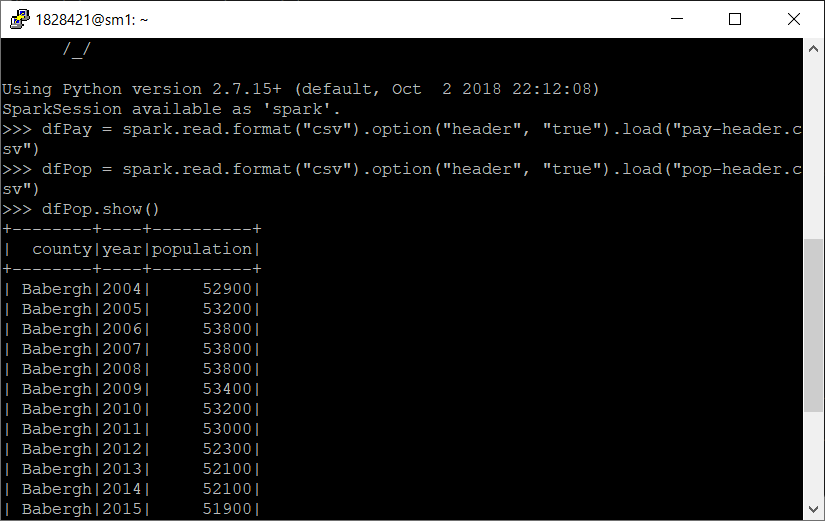 1828421@sm1: ~
/_/
Using Python version 2.7.15+ (default, Oct  2 2018 22:12:08)
SparkSession available as 'spark'.
>>> dfPay = spark.read.format("csv").option("header", "true").load("pay-header.c
sv")
>>> dfPop = spark.read.format("csv").option("header", "true").load("pop-header.c
sv")
>>> dfPop.show()
+--------+----+----------+
|  county|year|population|
+--------+----+----------+
| Babergh|2004|     52900|
| Babergh|2005|     53200|
| Babergh|2006|     53800|
| Babergh|2007|     53800|
| Babergh|2008|     53800|
| Babergh|2009|     53400|
| Babergh|2010|     53200|
| Babergh|2011|     53000|
| Babergh|2012|     52300|
| Babergh|2013|     52100|
| Babergh|2014|     52100|
| Babergh|2015|     51900|